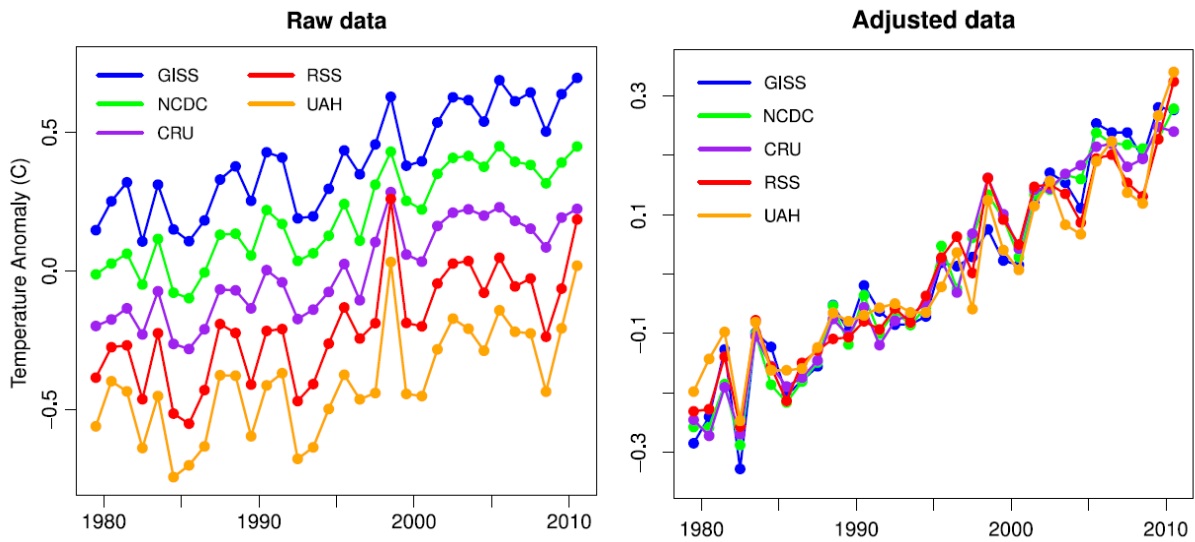 Raw data
Temperature Anomaly (C)
0.5
0.0
−0.5
GISS
NCDC
CRU
RSS
UAH
1980
1990
2000
2010
Adjusted data
0.3
0.1
−0.1
−0.3
GISS
NCDC
CRU
RSS
UAH
1980
1990
2000
2010